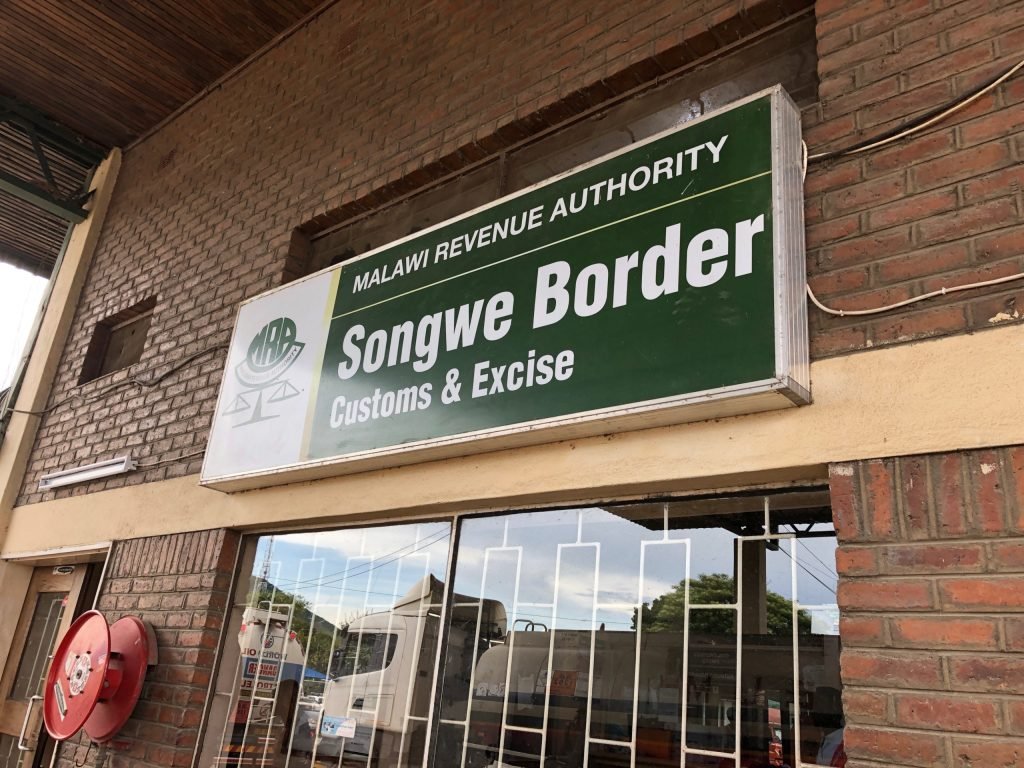 MALAWI REVENUE AUTHORITY
Songwe Border
Customs & Excise
MRA